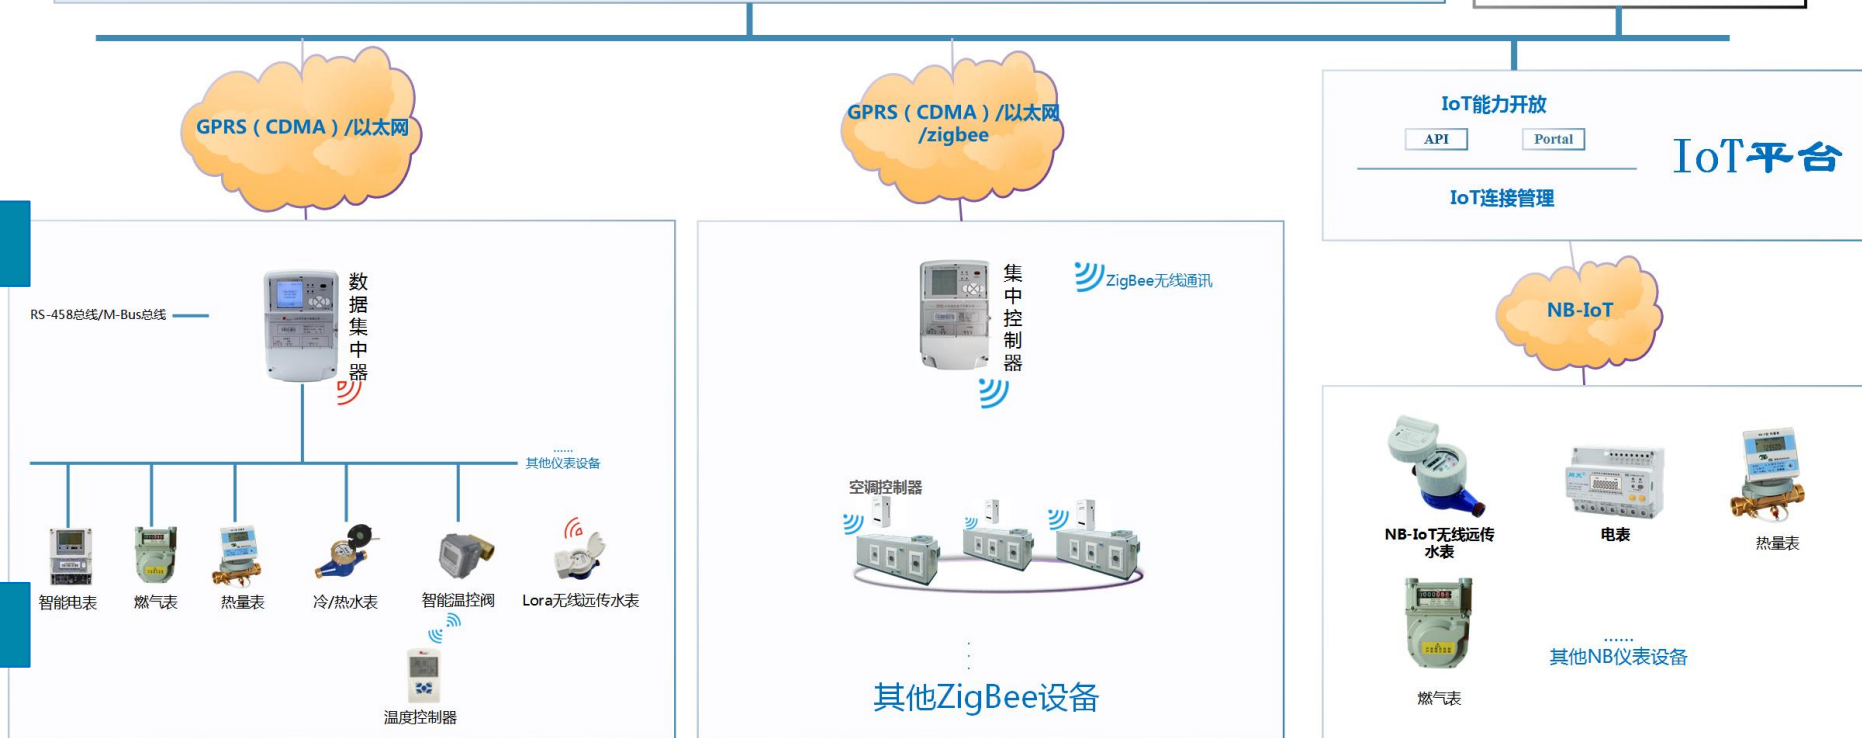 GPRS（CDMA）/以太网
GPRS（CDMA）/以太网
/zigbee
IoT能力开放
API
Portal
IoT平台
IoT连接管理
RS-458总线/M-Bus总线
数据集中器
集中控制器
ZigBee无线通讯
NB-IoT
……
其他仪表设备
智能电表
燃气表
热量表
冷/热水表
智能温控阀
Lora无线远传水表
温度控制器
空调控制器
其他ZigBee设备
NB-IoT无线远传
水表
电表
热量表
燃气表
……
其他NB仪表设备